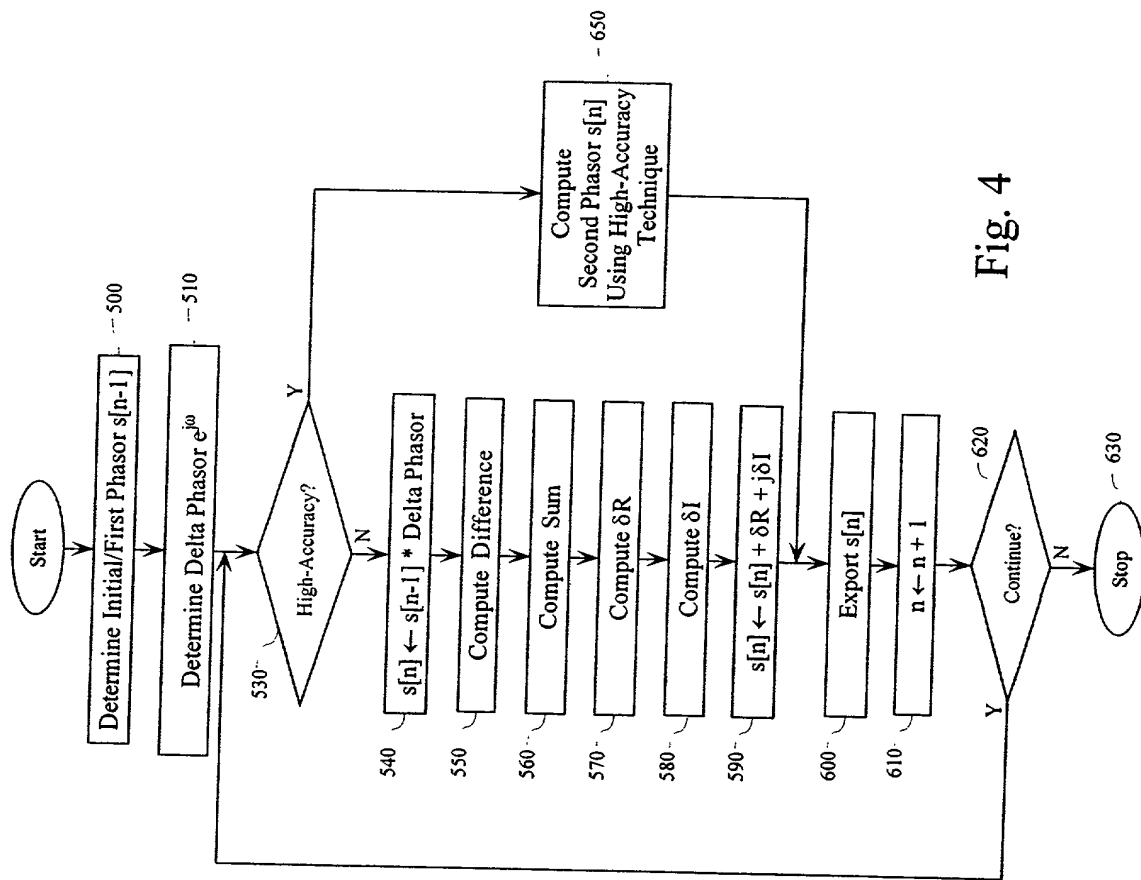 Start
Determine Initial/First Phasor s[n-1]
500
Determine Delta Phasor e^jω
510
High-Accuracy?
530
Y
N
Compute
Second Phasor s[n]
Using High-Accuracy
Technique
650
s[n] ← s[n-1] * Delta Phasor
540
Compute Difference
550
Compute Sum
560
Compute δR
570
Compute δI
580
s[n] ← s[n] + δR + jδI
590
Export s[n]
600
n ← n + 1
610
Continue?
620
Y
N
Stop
630
Fig. 4